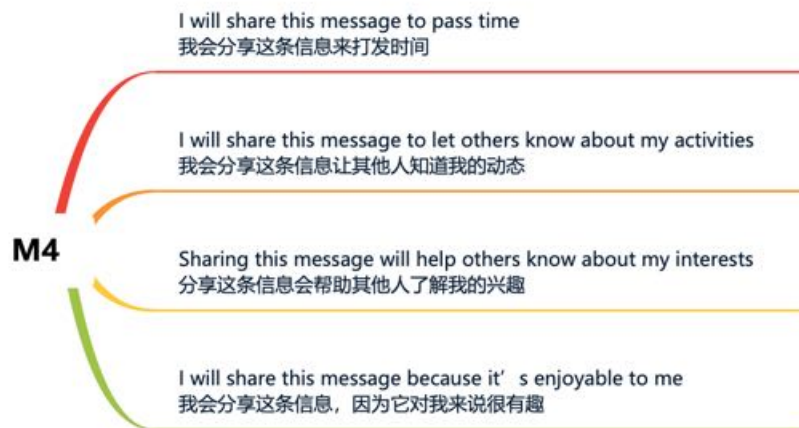 I will share this message to pass time
我会分享这条信息来打发时间
I will share this message to let others know about my activities
我会分享这条信息让其他人知道我的动态
M4
Sharing this message will help others know about my interests
分享这条信息会帮助其他人了解我的兴趣
I will share this message because it’s enjoyable to me
我会分享这条信息，因为它对我来说很有趣